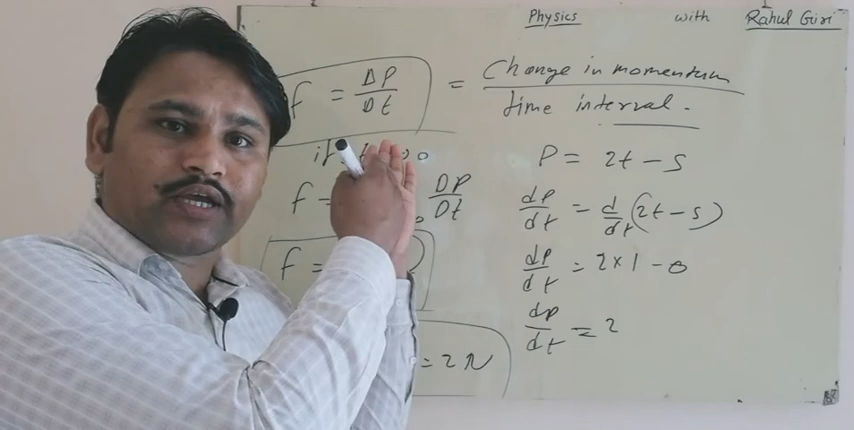 Physics with Rahul Giri
F = ΔP/Δt = Change in momentum / time interval.
if
F = ΔP/Δt
F =
= 2 N
P = 2t - 5
dP/dt = d/dt (2t - 5)
dP/dt = 2 × 1 - 0
dP/dt = 2